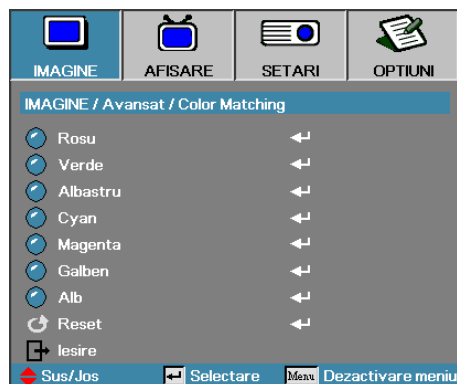 IMAGINE AFISARE SETARI OPTIUNI
IMAGINE / Avansat / Color Matching
Rosu
Verde
Albastru
Cyan
Magenta
Galben
Alb
Reset
Iesire
Sus/Jos Selectare Menu Dezactivare meniu